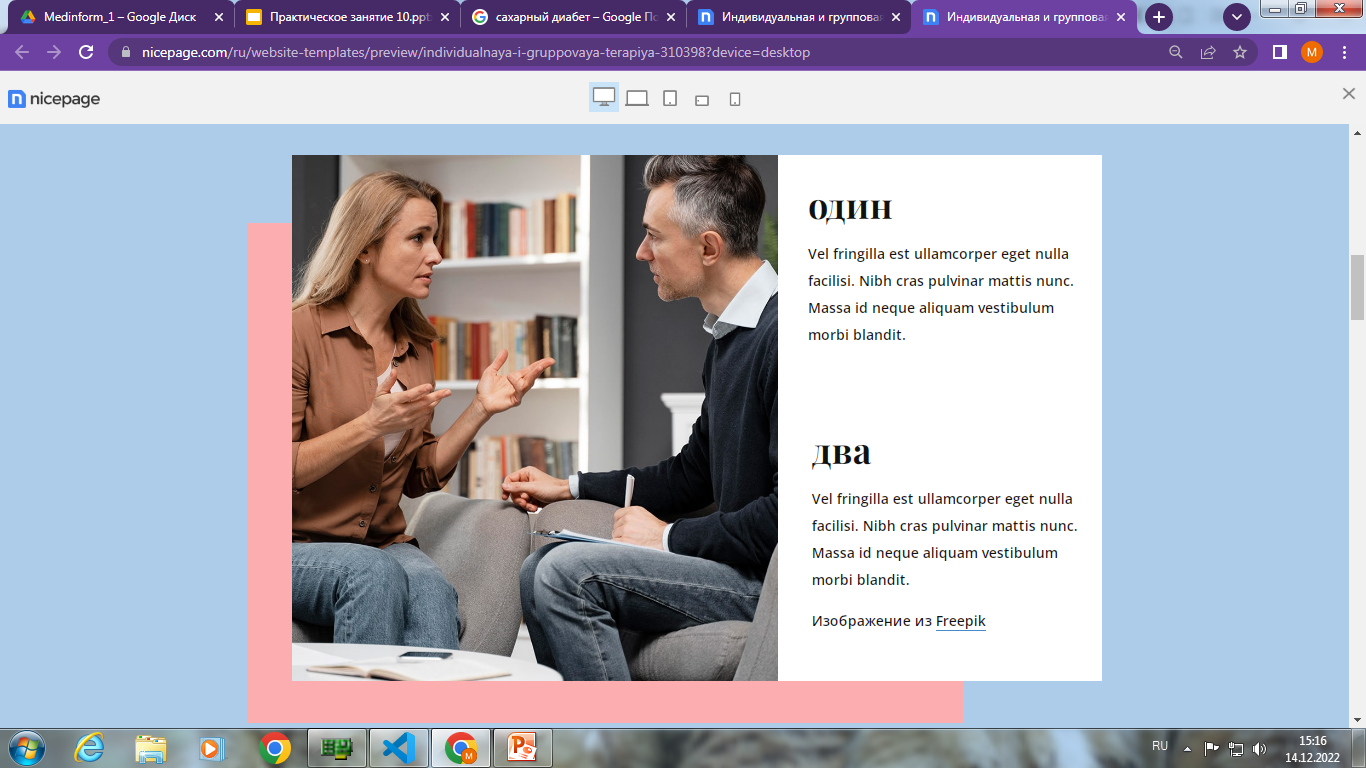 Medinform_1 – Google Диск
Практическое занятие 10.ppt
сахарный диабет – Google По
Индивидуальная и групповая
Индивидуальная и групповая
nicepage.com/ru/website-templates/preview/individualnaya-i-gruppovaya-terapiya-310398?device=desktop
M
nicepage
один
Vel fringilla est ullamcorper eget nulla
facilisi. Nibh cras pulvinar mattis nunc.
Massa id neque aliquam vestibulum
morbi blandit.
два
Vel fringilla est ullamcorper eget nulla
facilisi. Nibh cras pulvinar mattis nunc.
Massa id neque aliquam vestibulum
morbi blandit.
Изображение из Freepik
RU
15:16
14.12.2022